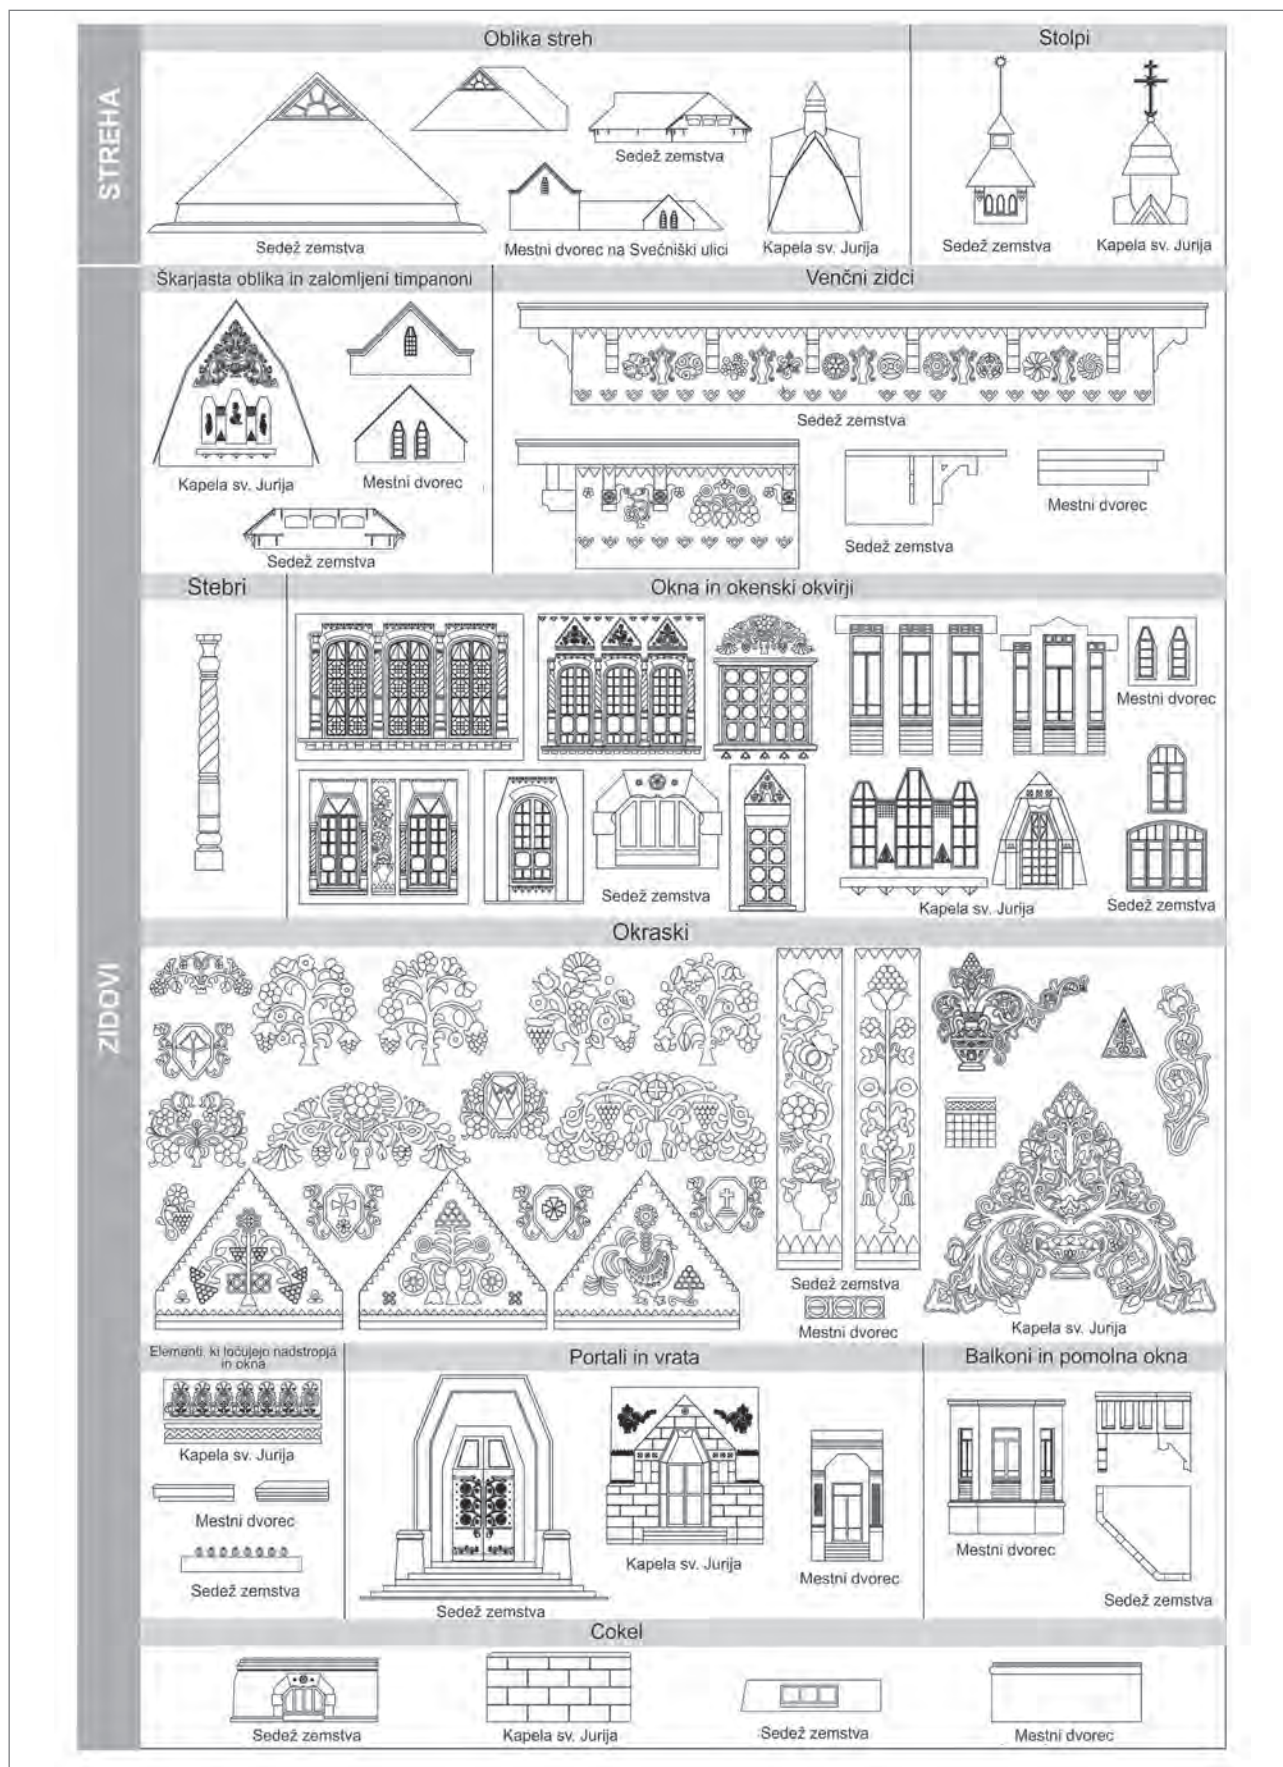 STREHA
Oblika streh
Stolpi
Sedež zemstva
Sedež zemstva
Mestni dvorec na Svečniški ulici
Kapela sv. Jurija
Sedež zemstva
Kapela sv. Jurija
ZIDOVI
Škarjasta oblika in zalomljeni timpanoni
Venčni zidci
Kapela sv. Jurija
Mestni dvorec
Sedež zemstva
Sedež zemstva
Sedež zemstva
Mestni dvorec
Stebri
Okna in okenski okvirji
Mestni dvorec
Sedež zemstva
Kapela sv. Jurija
Sedež zemstva
Okraski
Sedež zemstva
Mestni dvorec
Kapela sv. Jurija
Elementi, ki ločujejo nadstropja
in okna
Portali in vrata
Balkoni in pomolna okna
Kapela sv. Jurija
Mestni dvorec
Sedež zemstva
Sedež zemstva
Kapela sv. Jurija
Mestni dvorec
Mestni dvorec
Sedež zemstva
Cokel
Sedež zemstva
Kapela sv. Jurija
Sedež zemstva
Mestni dvorec